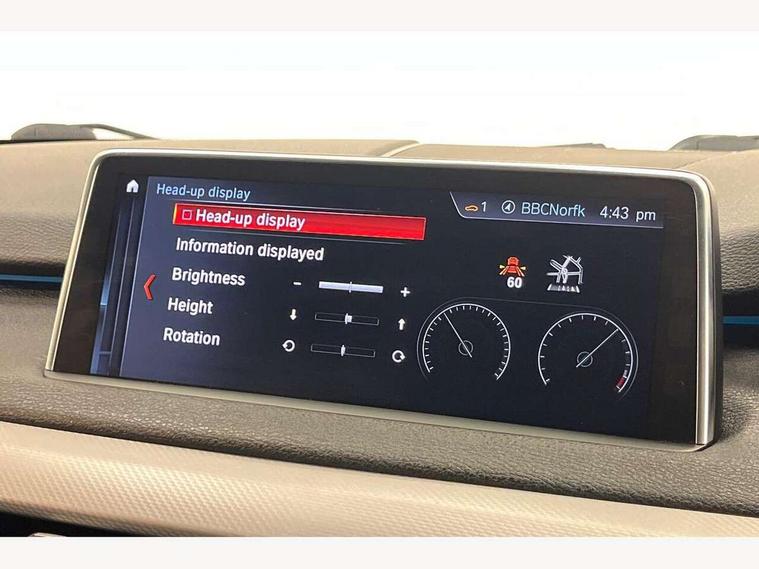 Head-up display
1 BBCNorfk 4:43 pm
Head-up display
Information displayed
Brightness
- +
Height
Rotation
60